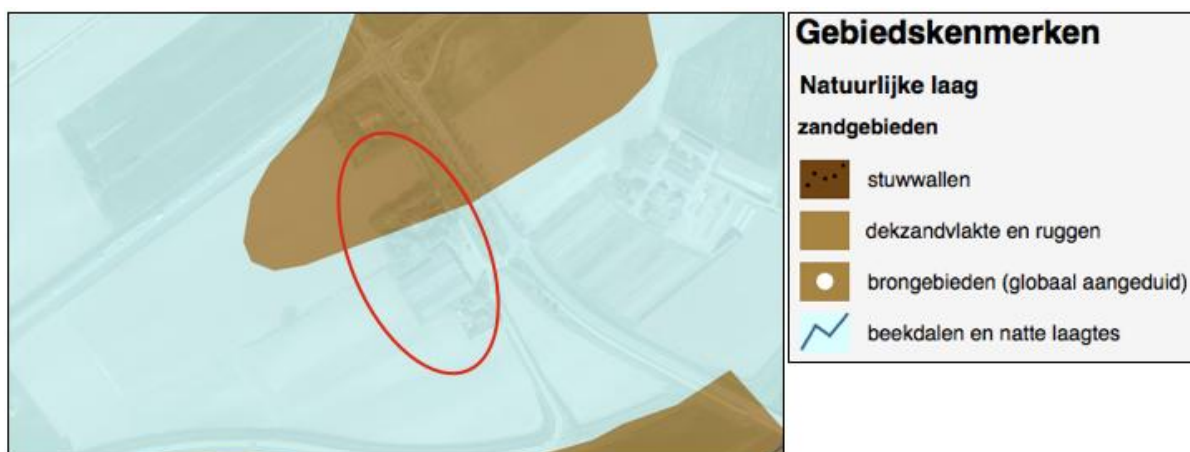 Gebiedskenmerken
Natuurlijke laag
zandgebieden
stuwwallen
dekzandvlakte en ruggen
brongebieden (globaal aangeduid)
beekdalen en natte laagtes